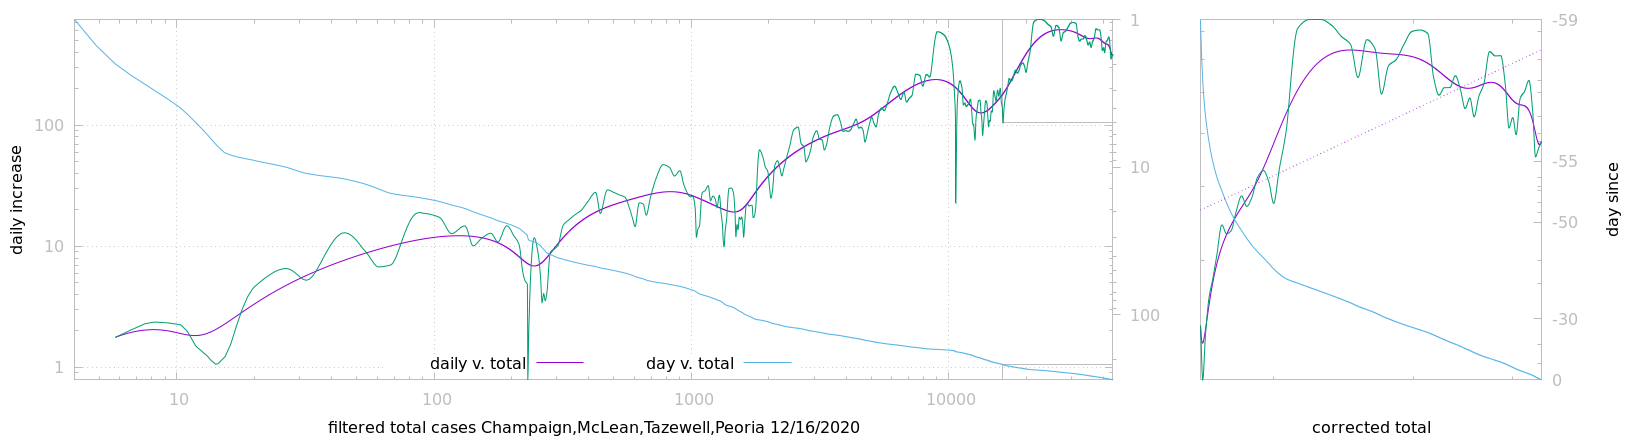 daily increase
100
10
1
daily v. total
day v. total
10
100
1000
10000
filtered total cases Champaign,McLean,Tazewell,Peoria 12/16/2020
1
10
100
-59
-55
-50
-30
0
day since
corrected total